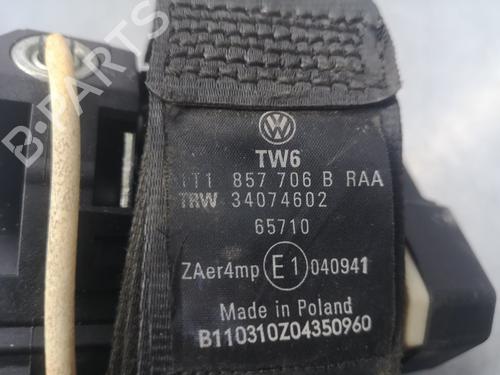 B-PARTS
TW6
1T1 857 706 B RAA
TRW 34074602
65710
ZAer4mp E1 040941
Made in Poland
B110310Z04350960